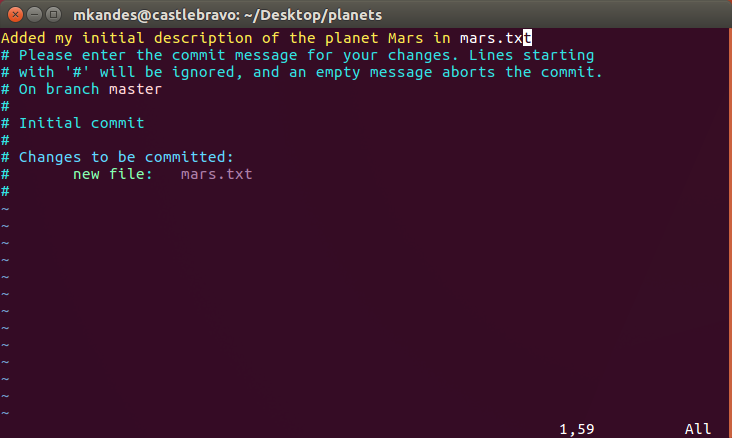 mkandes@castlebravo: ~/Desktop/planets
Added my initial description of the planet Mars in mars.txt
# Please enter the commit message for your changes. Lines starting
# with '#' will be ignored, and an empty message aborts the commit.
# On branch master
#
# Initial commit
#
# Changes to be committed:
#       new file:   mars.txt
#
~
~
~
~
~
~
~
~
~
~
~
~
~
1,59          All